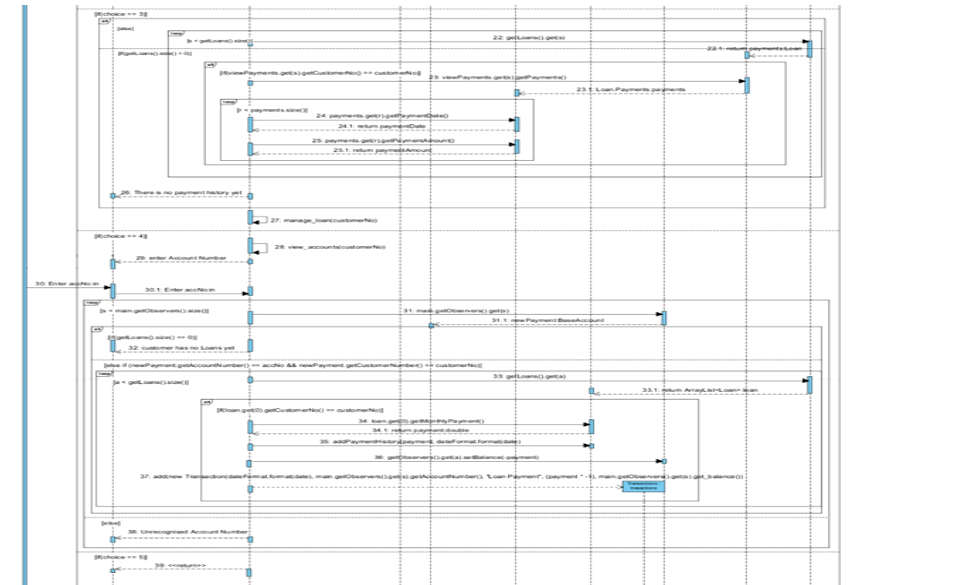 [if(choice == 3)]
alt
[else]
loop
[s < getLoans().size()]
22: getLoans().get(s)
22.1: return payments:Loan
[if(getLoans().size() = 0)]
alt
[if(viewPayments.get(s).getCustomerNo() == customerNo)]
23: viewPayments.get(s).getPayments()
23.1: Loan.Payments payments
loop
[r = payments.size()]
24: payments.get(r).getPaymentDate()
24.1: return paymentDate
25: payments.get(r).getPaymentAmount()
25.1: return paymentAmount
26: There is no payment history yet
27: manage_loan(customerNo)
[if(choice == 4)]
28: view_accounts(customerNo)
29: enter Account Number
30: Enter accNo:in
30.1: Enter accNo:in
loop
[s = main.getObservers().size()]
31: main.getObservers().get(s)
31.1: newPayment:BaseAccount
alt
[if(getLoans().size() == 0)]
32: customer has no Loans yet
[else if (newPayment.getAccountNumber() == accNo && newPayment.getCustomerNumber() == customerNo)]
loop
[a < getLoans().size()]
33: getLoans().get(a)
33.1: return ArrayList<Loan> loan
alt
[if(loan.get(0).getCustomerNo() == customerNo)]
34: loan.get(0).getMonthlyPayment()
34.1: return payment:double
35: addPaymentHistory(payment, dateFormat.format(date)
36: getObservers().get(a).setBalance(-payment)
37: add(new Transaction(dateFormat.format(date), main.getObservers().get(s).getAccountNumber(), "Loan Payment", (payment * -1), main.getObservers().get(s).get_balance())
[else]
38: Unrecognised Account Number
[if(choice == 5)]
39: <<return>>